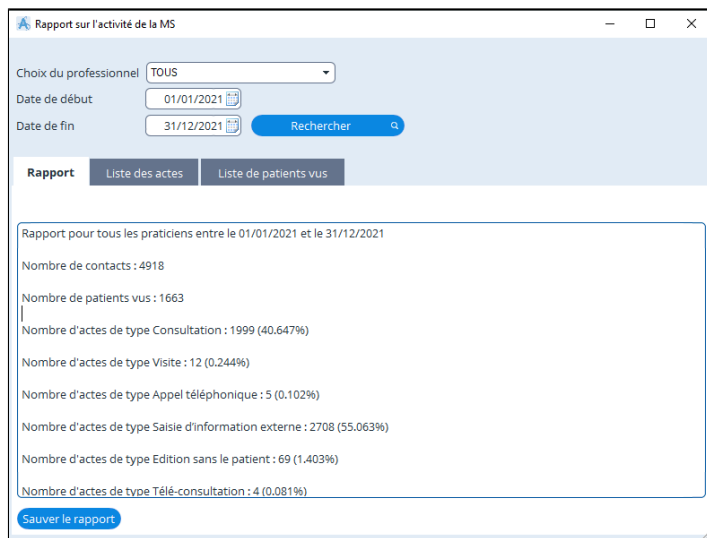 Rapport sur l'activité de la MS
Choix du professionnel TOUS
Date de début 01/01/2021
Date de fin 31/12/2021 Rechercher
Rapport Liste des actes Liste de patients vus
Rapport pour tous les praticiens entre le 01/01/2021 et le 31/12/2021
Nombre de contacts : 4918
Nombre de patients vus : 1663
Nombre d'actes de type Consultation : 1999 (40.647%)
Nombre d'actes de type Visite : 12 (0.244%)
Nombre d'actes de type Appel téléphonique : 5 (0.102%)
Nombre d'actes de type Saisie d'information externe : 2708 (55.063%)
Nombre d'actes de type Edition sans le patient : 69 (1.403%)
Nombre d'actes de type Télé-consultation : 4 (0.081%)
Sauver le rapport